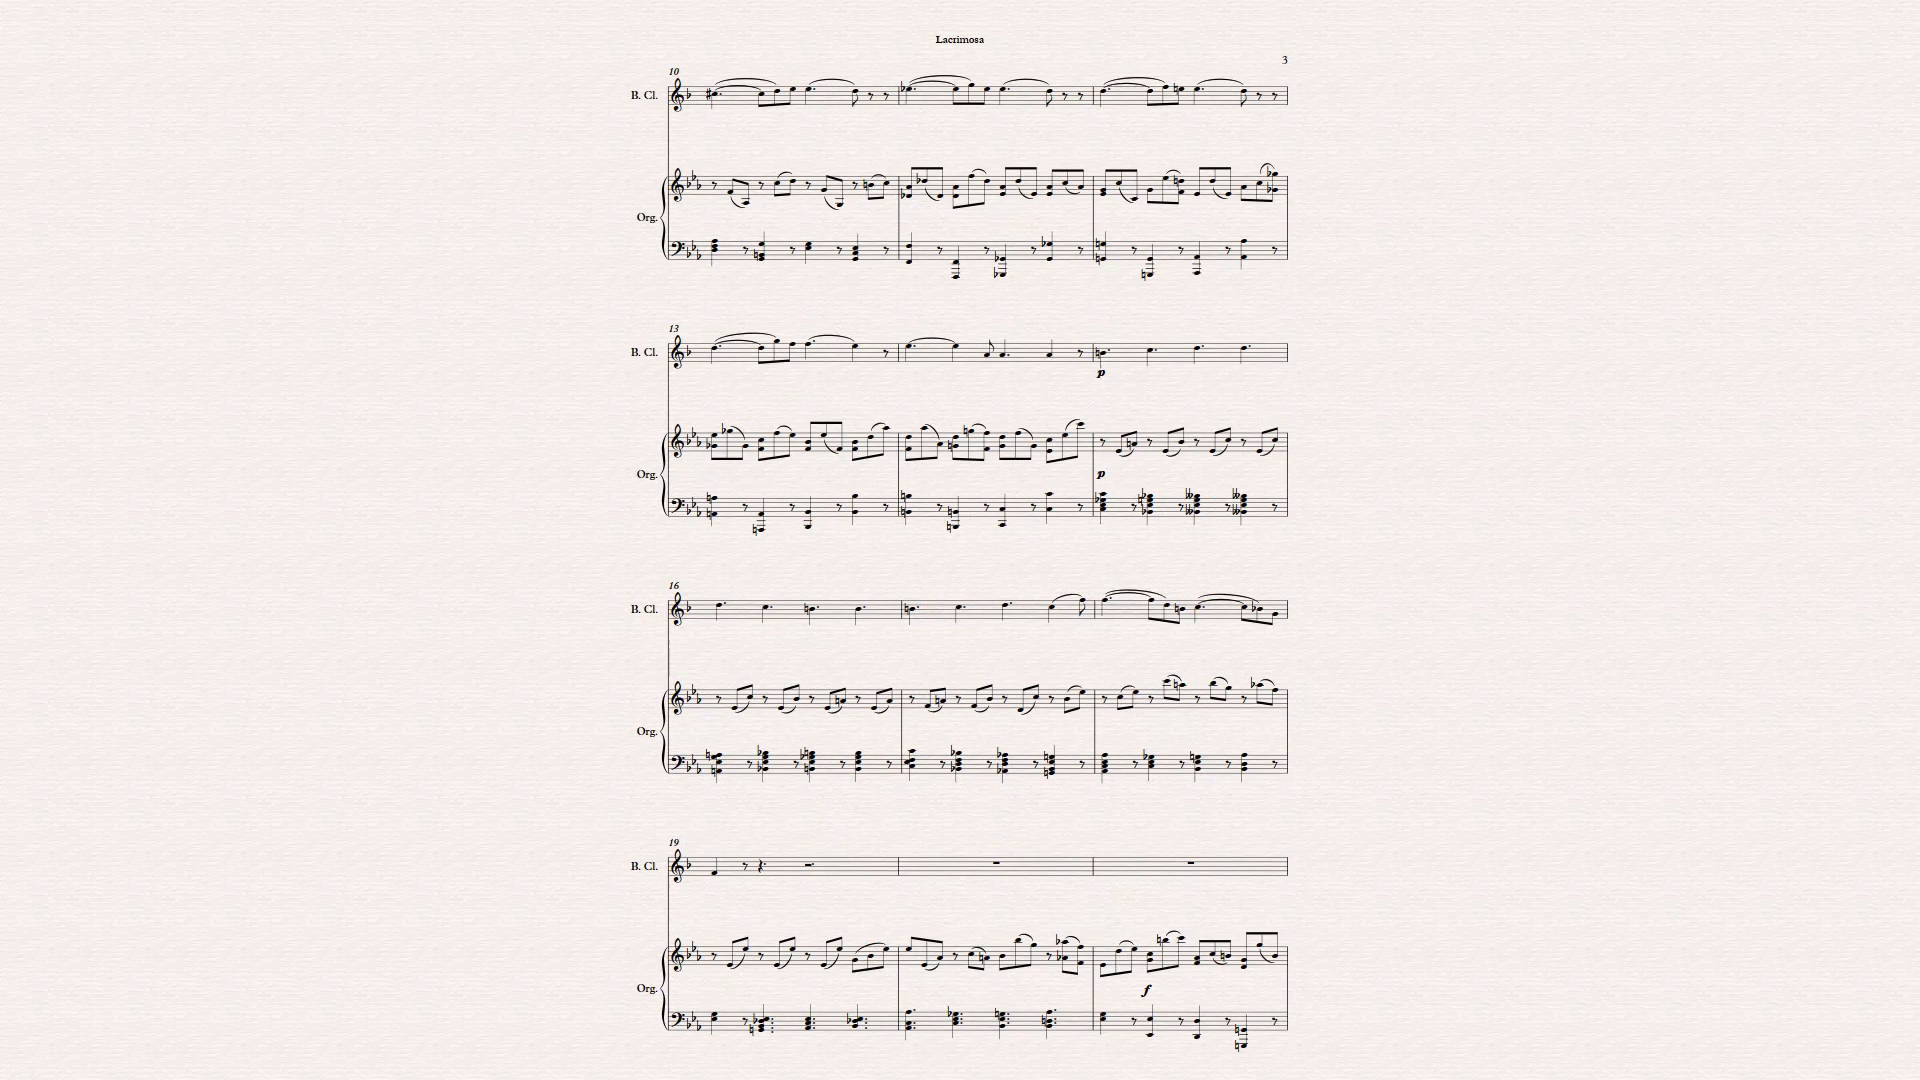 Lacrimosa
3
10
B. Cl.
Org.
13
B. Cl.
p
Org.
p
16
B. Cl.
Org.
19
B. Cl.
Org.
f